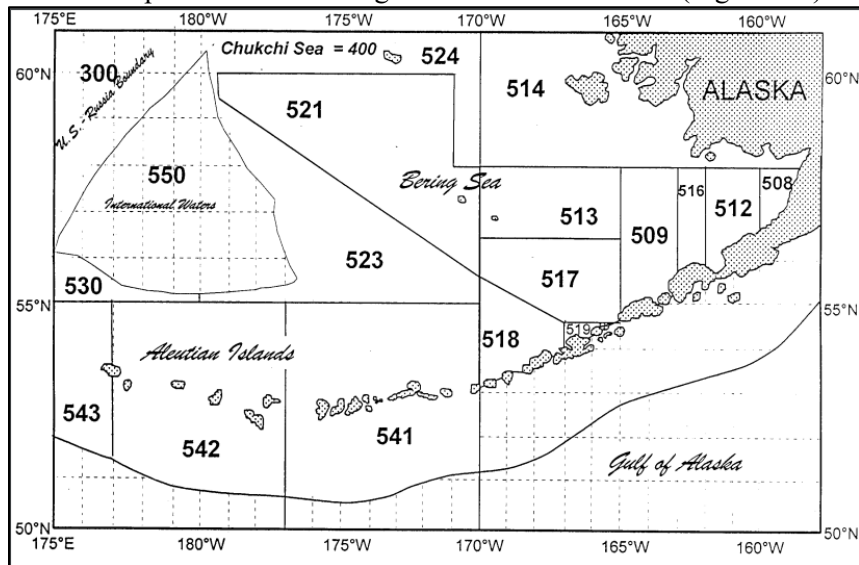 175°E 180°W 175°W 170°W 165°W 160°W
Chukchi Sea = 400
524
60°N
300
U.S.-Russia Boundary
521
514
ALASKA
60°N
550
International Waters
Bering Sea
513
509
516
512
508
523
517
530
55°N
519
518
55°N
Aleutian Islands
543
542
541
Gulf of Alaska
50°N
50°N
175°E 180°W 175°W 170°W 165°W 160°W